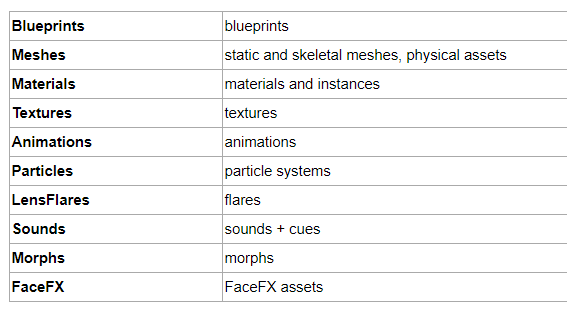 Blueprints blueprints
Meshes static and skeletal meshes, physical assets
Materials materials and instances
Textures textures
Animations animations
Particles particle systems
LensFlares flares
Sounds sounds + cues
Morphs morphs
FaceFX FaceFX assets